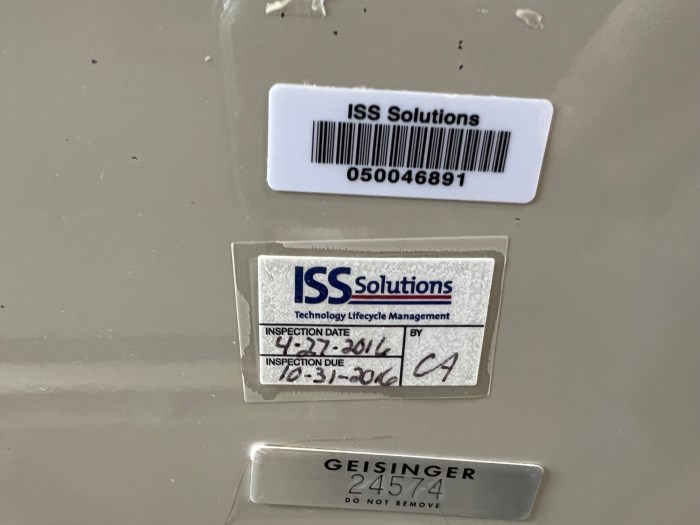 ISS Solutions
050046891
ISS Solutions
Technology Lifecycle Management
INSPECTION DATE
4-27-2016
BY
CA
INSPECTION DUE
10-31-2016
GEISINGER
24574
DO NOT REMOVE